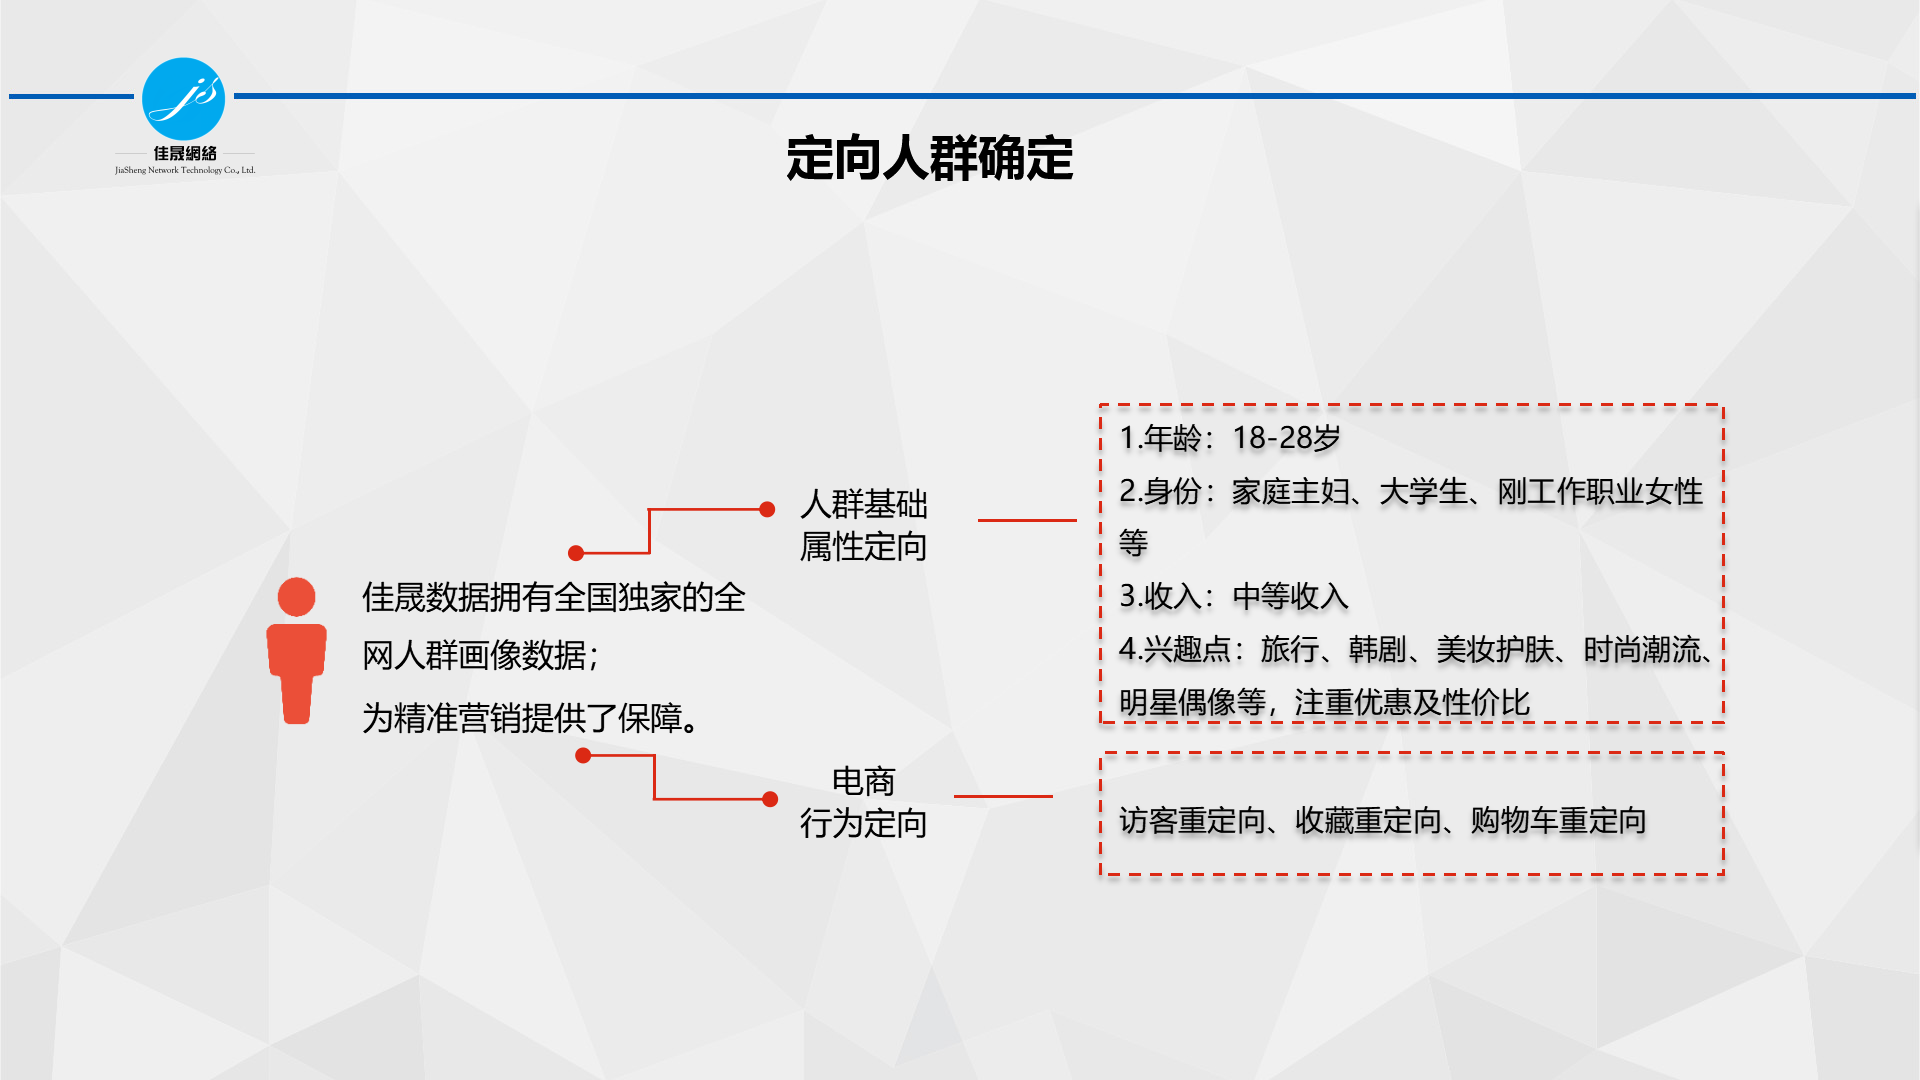 佳晟網絡
JiaSheng Network Technology Co., Ltd.
定向人群确定
佳晟数据拥有全国独家的全
网人群画像数据；
为精准营销提供了保障。
人群基础
属性定向
1.年龄：18-28岁
2.身份：家庭主妇、大学生、刚工作职业女性
等
3.收入：中等收入
4.兴趣点：旅行、韩剧、美妆护肤、时尚潮流、
明星偶像等，注重优惠及性价比
电商
行为定向
访客重定向、收藏重定向、购物车重定向